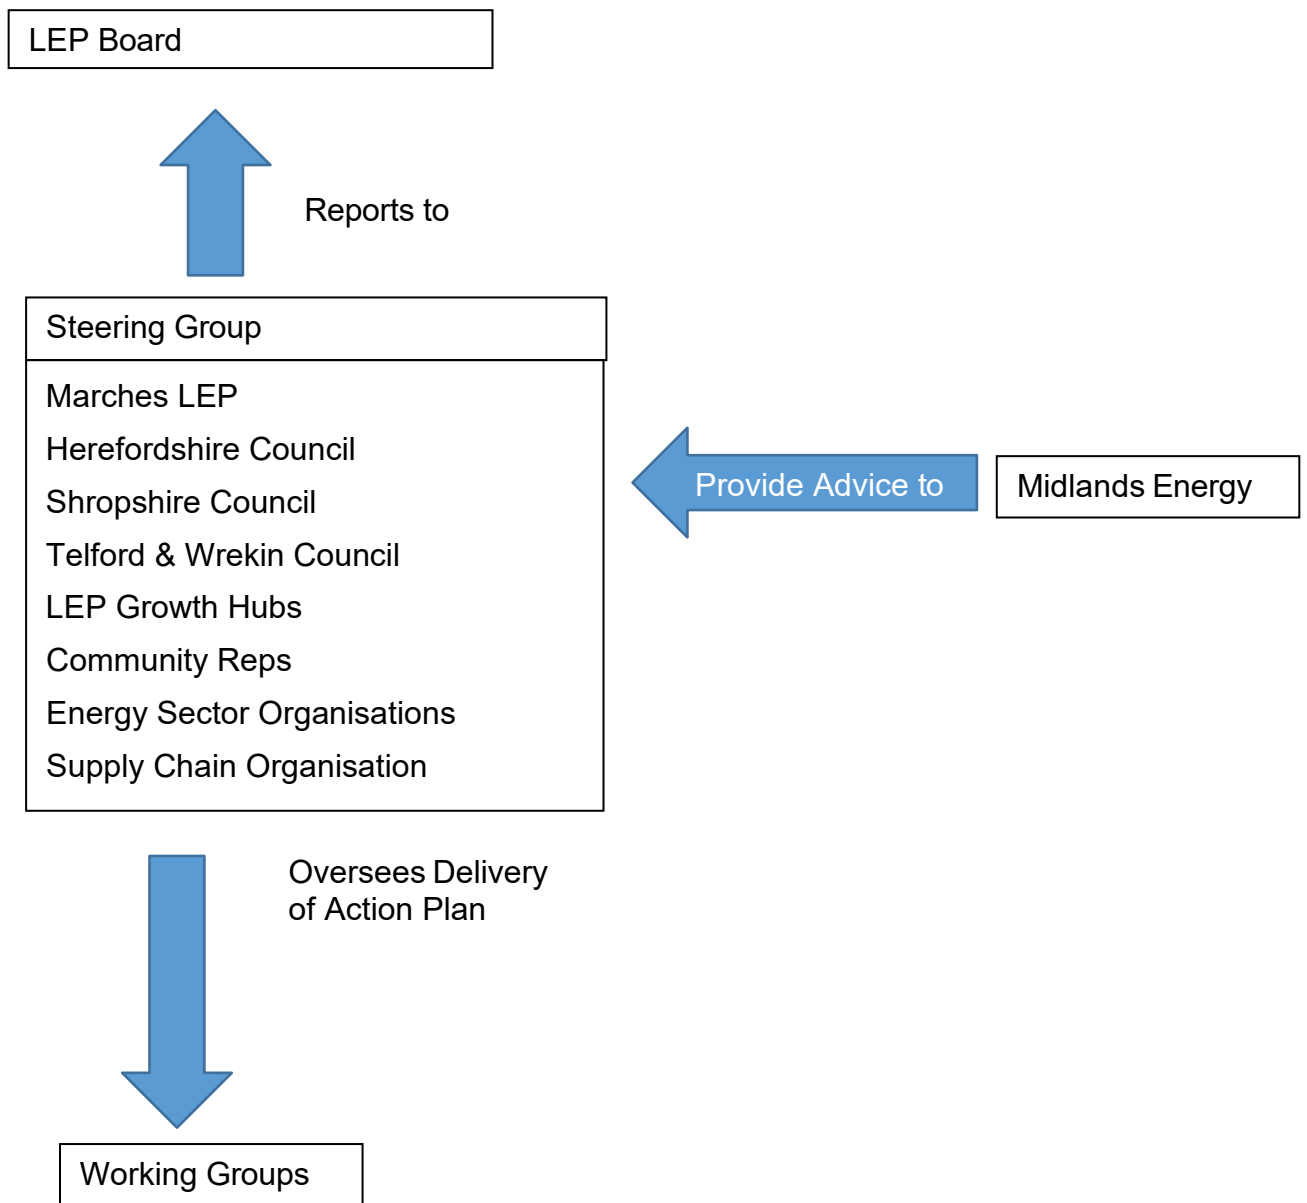 LEP Board
Reports to
Steering Group
Marches LEP
Herefordshire Council
Shropshire Council
Telford & Wrekin Council
LEP Growth Hubs
Community Reps
Energy Sector Organisations
Supply Chain Organisation
Provide Advice to
Midlands Energy
Oversees Delivery
of Action Plan
Working Groups